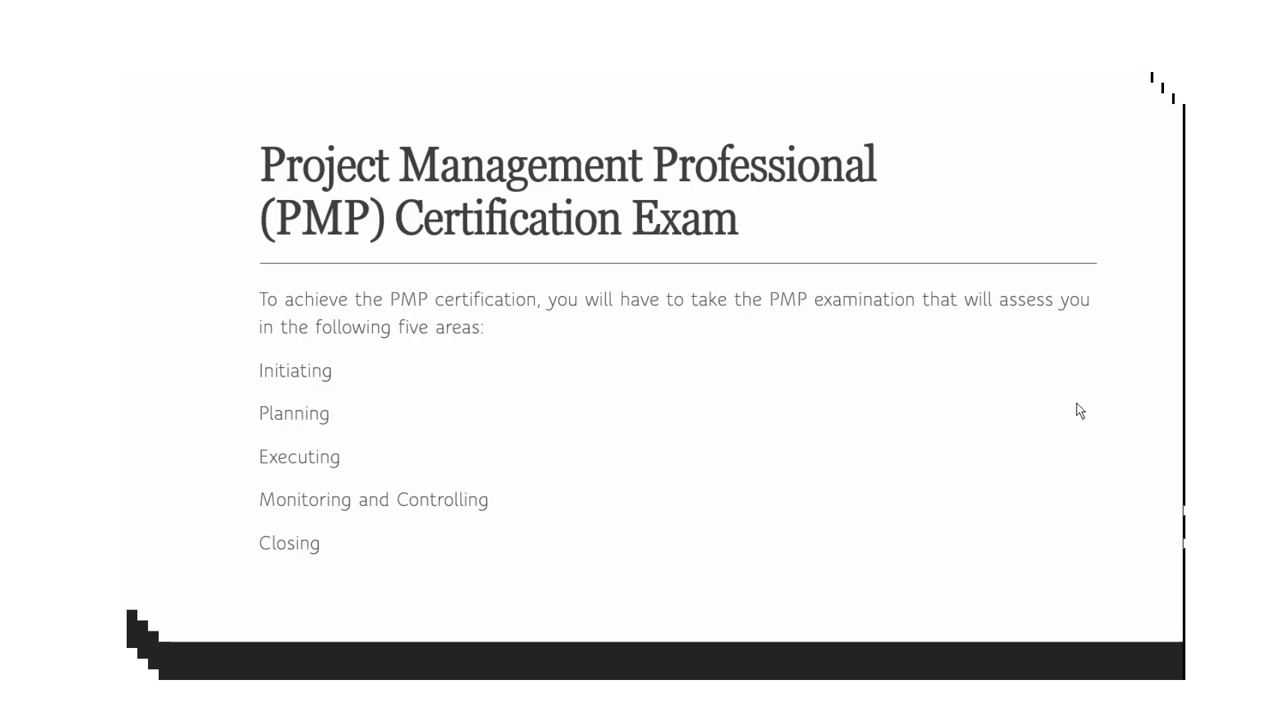 Project Management Professional
(PMP) Certification Exam
To achieve the PMP certification, you will have to take the PMP examination that will assess you
in the following five areas:
Initiating
Planning
Executing
Monitoring and Controlling
Closing